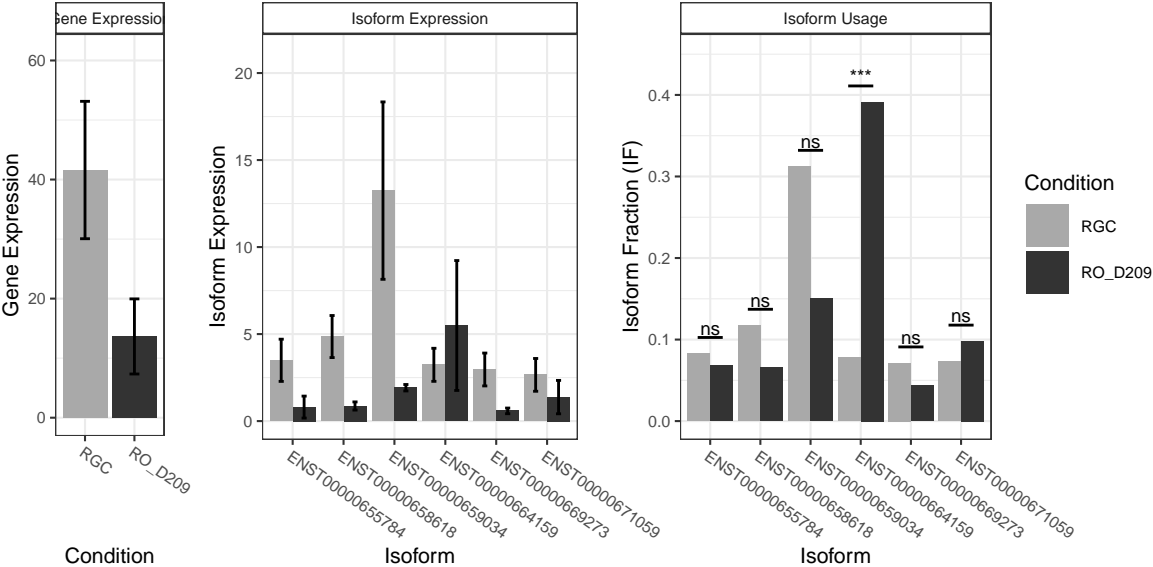 Gene Expression
Isoform Expression
Isoform Usage
Gene Expression
60
40
20
0
RGC
RO_D209
Condition
Isoform Expression
20
15
10
5
0
ENST00000655784
ENST00000658618
ENST00000659034
ENST00000664159
ENST00000669273
ENST00000671059
Isoform
Isoform Fraction (IF)
0.4
0.3
0.2
0.1
0.0
ns
ns
ns
***
ns
ns
ENST00000655784
ENST00000658618
ENST00000659034
ENST00000664159
ENST00000669273
ENST00000671059
Isoform
Condition
RGC
RO_D209